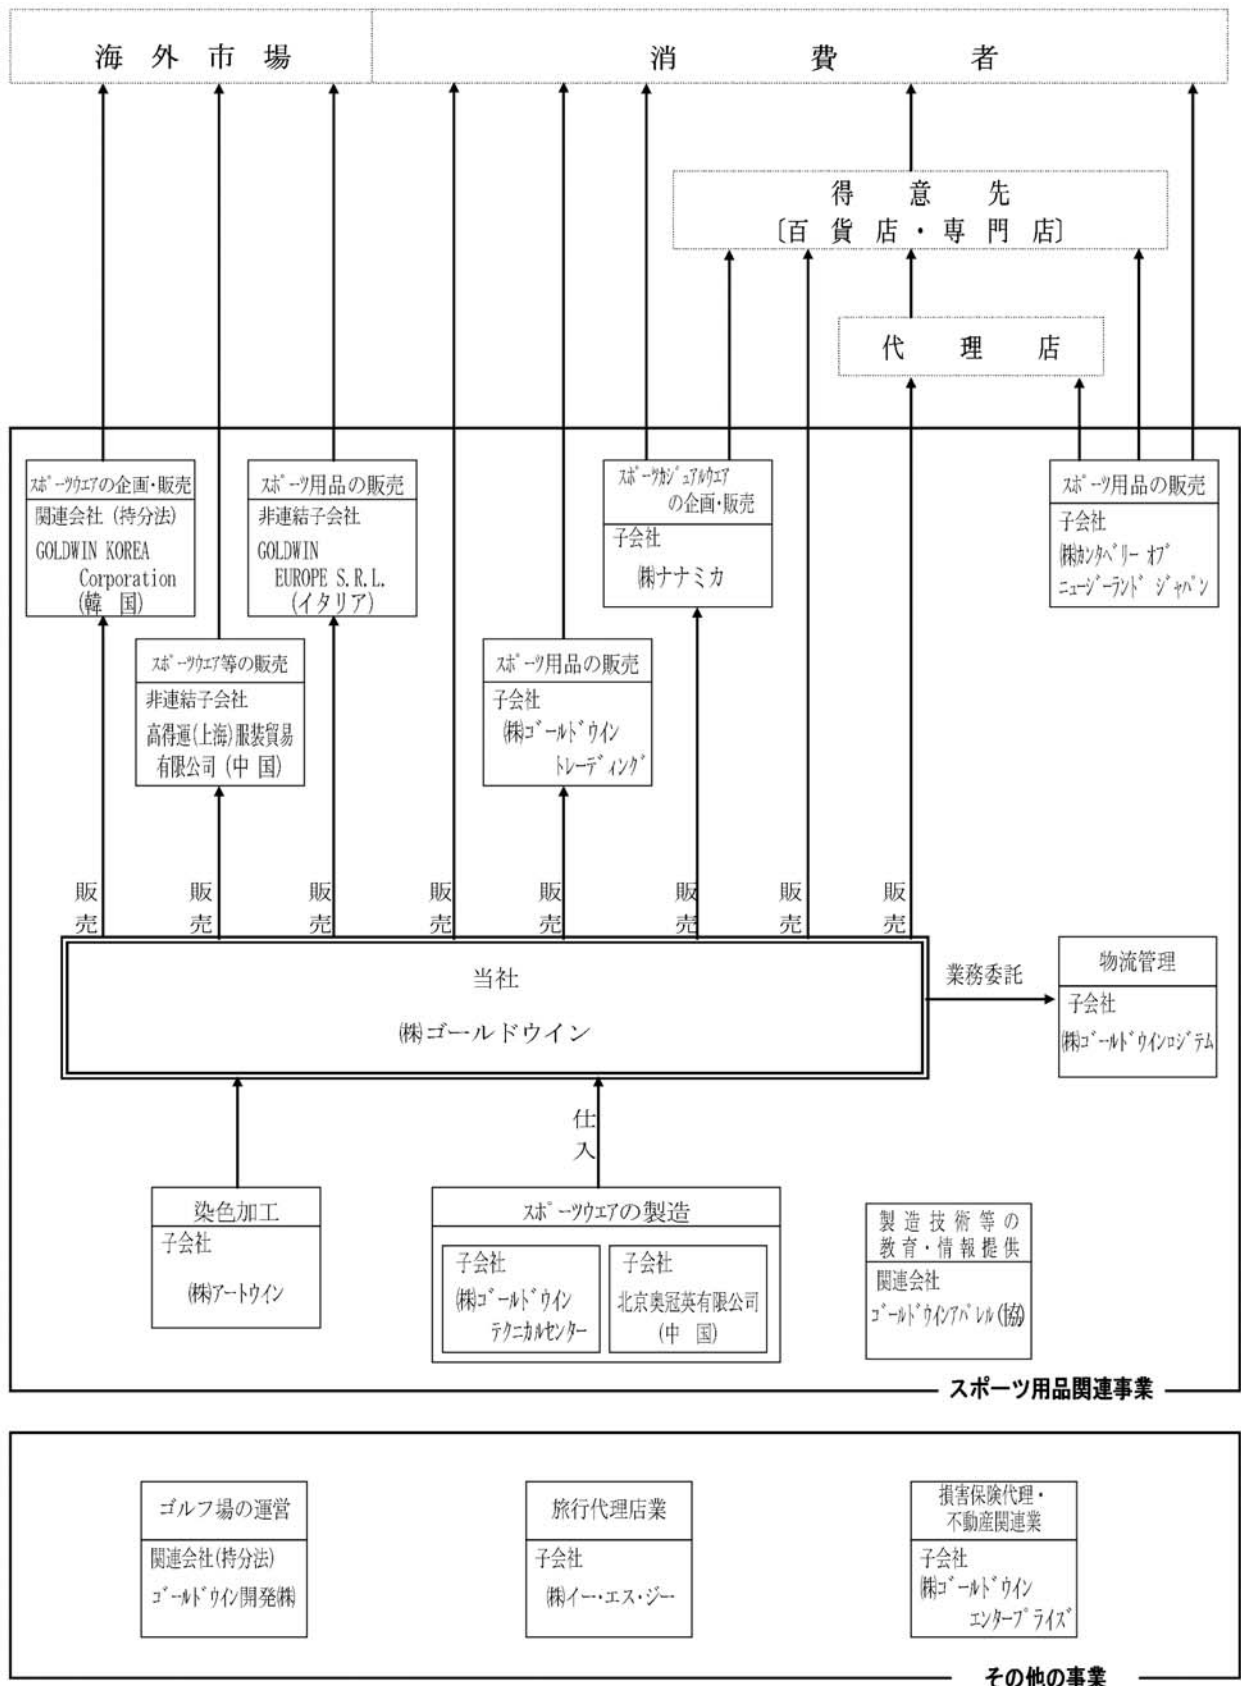 海外市場
消費者
得意先
〔百貨店・専門店〕
代理店
スポーツウエアの企画・販売
関連会社（持分法）
GOLDWIN KOREA
Corporation
(韓 国)
スポーツ用品の販売
非連結子会社
GOLDWIN
EUROPE S.R.L.
(イタリア)
スポーツカジュアルウエア
の企画・販売
子会社
㈱ナナミカ
スポーツ用品の販売
子会社
㈱カンタベリー オブ
ニュージーランド ジャパン
スポーツウエア等の販売
非連結子会社
高得運(上海)服装貿易
有限公司（中 国）
スポーツ用品の販売
子会社
㈱ゴールドウイン
トレーディング
販売
販売
販売
販売
販売
販売
販売
販売
当社
㈱ゴールドウイン
業務委託
物流管理
子会社
㈱ゴールドウインロジテム
仕入
染色加工
子会社
㈱アートウイン
スポーツウエアの製造
子会社
㈱ゴールドウイン
テクニカルセンター
子会社
北京奥冠英有限公司
(中 国)
製造技術等の
教育・情報提供
関連会社
ゴールドウインアパレル(協)
スポーツ用品関連事業
ゴルフ場の運営
関連会社(持分法)
ゴールドウイン開発㈱
旅行代理店業
子会社
㈱イー・エス・ジー
損害保険代理・
不動産関連業
子会社
㈱ゴールドウイン
エンタープライズ
その他の事業